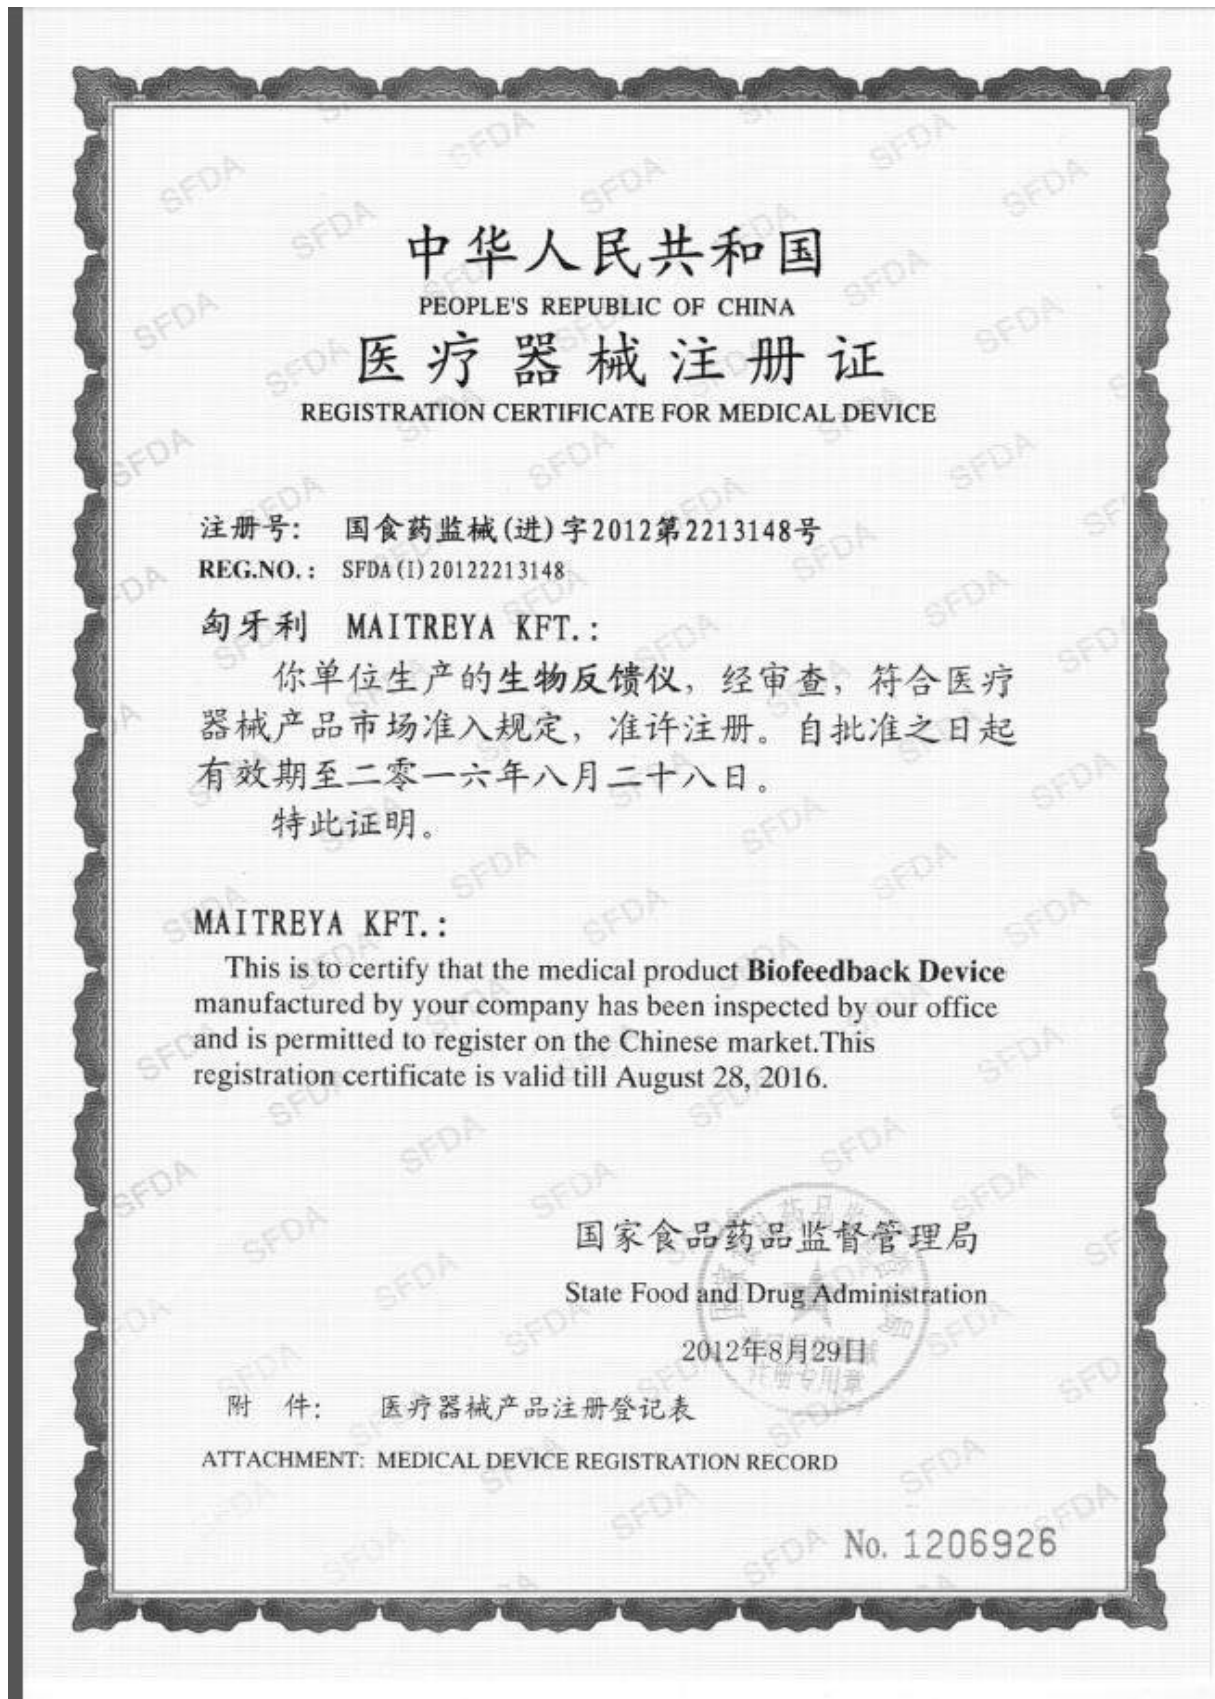 中华人民共和国
PEOPLE'S REPUBLIC OF CHINA
医疗器械注册证
REGISTRATION CERTIFICATE FOR MEDICAL DEVICE
注册号: 国食药监械(进)字2012第2213148号
REG.NO.: SFDA(I)20122213148
匈牙利 MAITREYA KFT.:
你单位生产的生物反馈仪，经审查，符合医疗
器械产品市场准入规定，准许注册。自批准之日起
有效期至二零一六年八月二十八日。
特此证明。
MAITREYA KFT.:
This is to certify that the medical product Biofeedback Device
manufactured by your company has been inspected by our office
and is permitted to register on the Chinese market.This
registration certificate is valid till August 28, 2016.
国家食品药品监督管理局
State Food and Drug Administration
2012年8月29日
附 件: 医疗器械产品注册登记表
ATTACHMENT: MEDICAL DEVICE REGISTRATION RECORD
No. 1206926